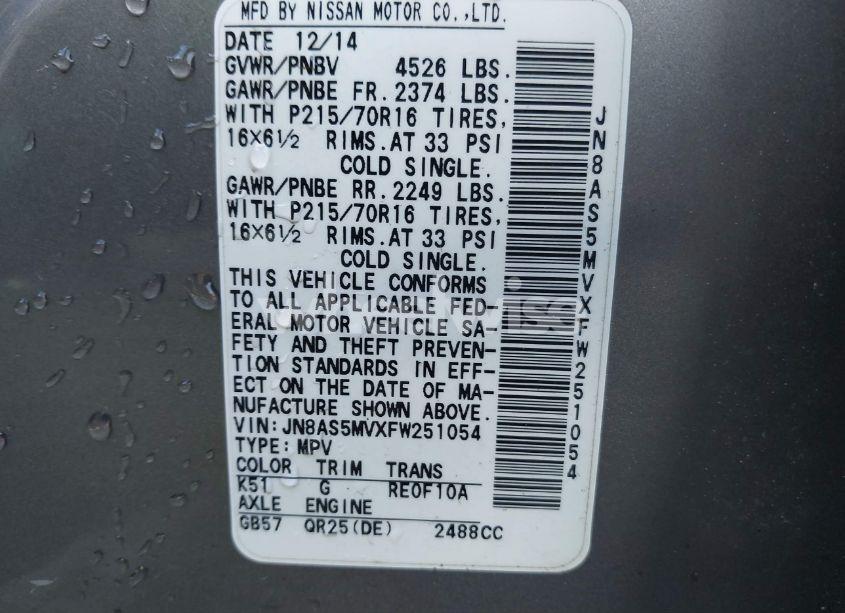 MFD BY NISSAN MOTOR CO.,LTD.
DATE 12/14
GVWR/PNBV 4526 LBS.
GAWR/PNBE FR. 2374 LBS.
WITH P215/70R16 TIRES,
16X6½ RIMS. AT 33 PSI
COLD SINGLE.
GAWR/PNBE RR. 2249 LBS.
WITH P215/70R16 TIRES,
16X6½ RIMS. AT 33 PSI
COLD SINGLE.
THIS VEHICLE CONFORMS
TO ALL APPLICABLE FED-
ERAL MOTOR VEHICLE SA-
FETY AND THEFT PREVEN-
TION STANDARDS IN EFF-
ECT ON THE DATE OF MA-
NUFACTURE SHOWN ABOVE.
VIN: JN8AS5MVXFW251054
TYPE: MPV
COLOR TRIM TRANS
K51 G RE0F10A
AXLE ENGINE
GB57 QR25(DE) 2488CC
JN8AS5MVXFW251054